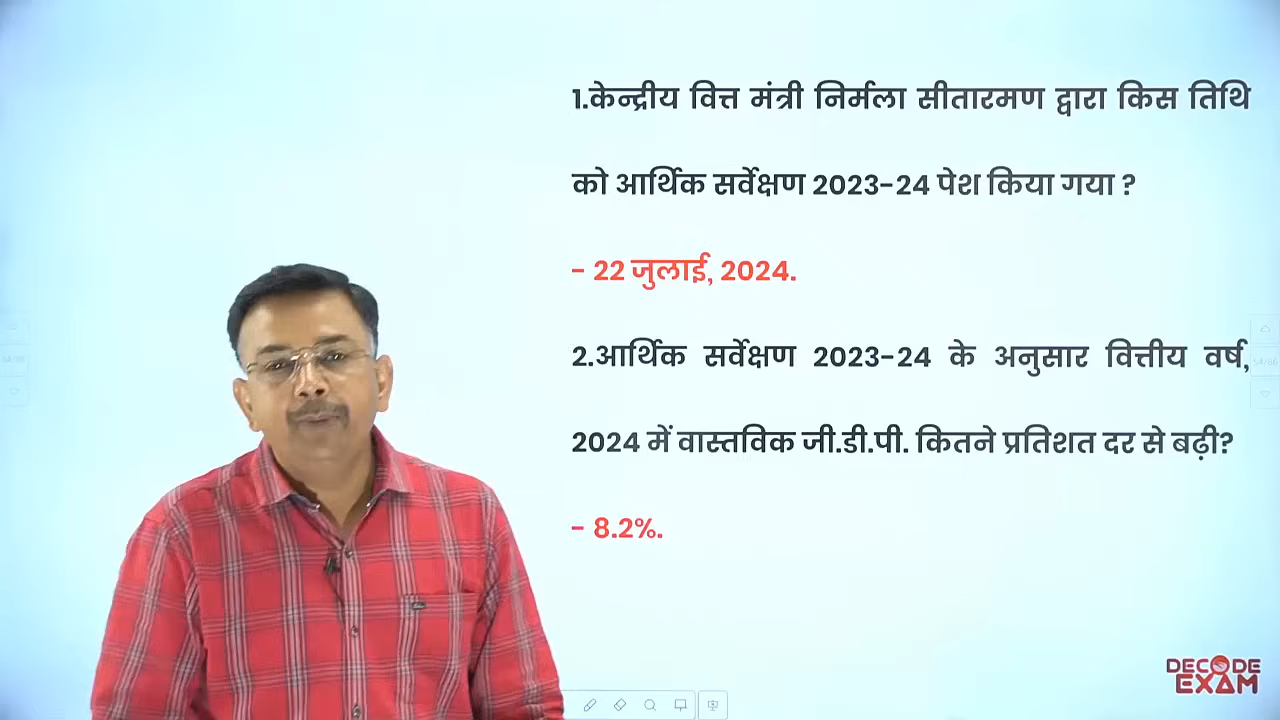 1.केन्द्रीय वित्त मंत्री निर्मला सीतारमण द्वारा किस तिथि
को आर्थिक सर्वेक्षण 2023-24 पेश किया गया ?
- 22 जुलाई, 2024.
2.आर्थिक सर्वेक्षण 2023-24 के अनुसार वित्तीय वर्ष,
2024 में वास्तविक जी.डी.पी. कितने प्रतिशत दर से बढ़ी?
- 8.2%.
DECODE
EXAM